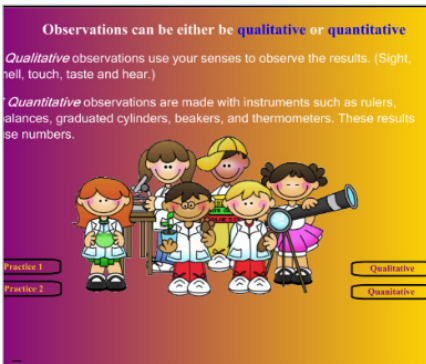 Observations can be either be qualitative or quantitative
Qualitative observations use your senses to observe the results. (Sight,
mell, touch, taste and hear.)
Quantitative observations are made with instruments such as rulers,
alances, graduated cylinders, beakers, and thermometers. These results
se numbers.
Practice 1
Qualitative
Practice 2
Quanitative